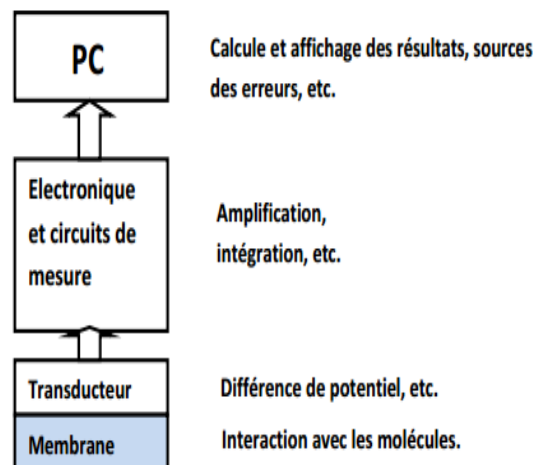 PC
Calcule et affichage des résultats, sources
des erreurs, etc.
Electronique
et circuits de
mesure
Amplification,
intégration, etc.
Transducteur
Différence de potentiel, etc.
Membrane
Interaction avec les molécules.